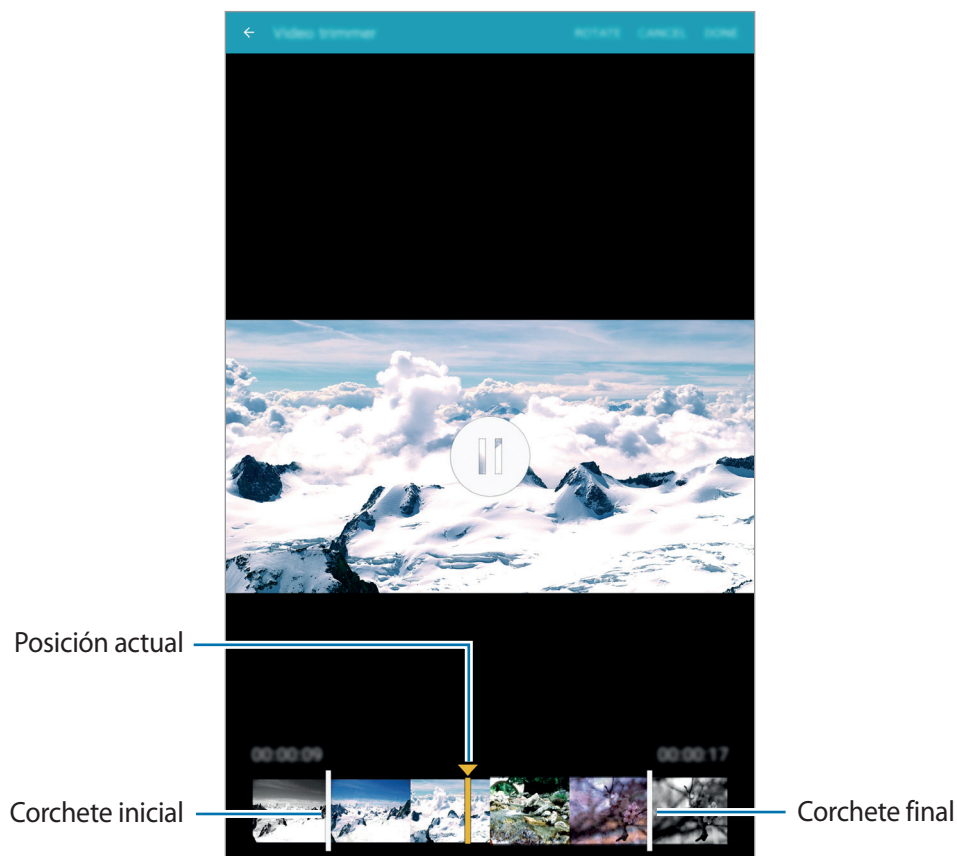 Video trimmer ROTATE CANCEL DONE
Posición actual
00:00:09 00:00:17
Corchete inicial
Corchete final